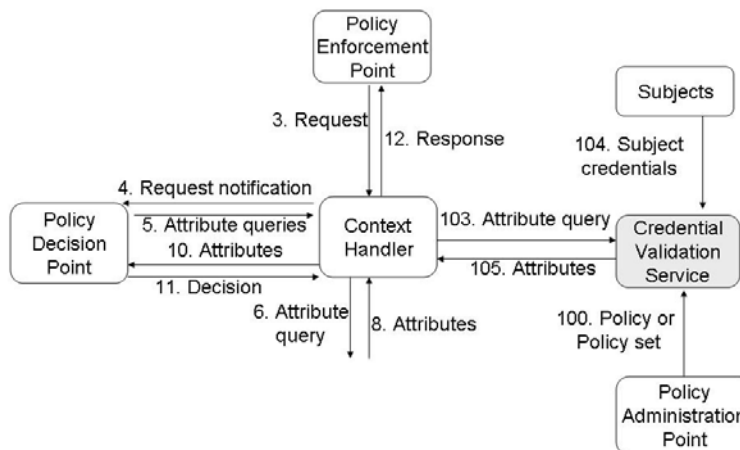 Policy
Enforcement
Point
Subjects
3. Request
12. Response
104. Subject
credentials
4. Request notification
5. Attribute queries
Policy
Decision
Point
10. Attributes
11. Decision
Context
Handler
103. Attribute query
105. Attributes
Credential
Validation
Service
6. Attribute
query
8. Attributes
100. Policy or
Policy set
Policy
Administration
Point